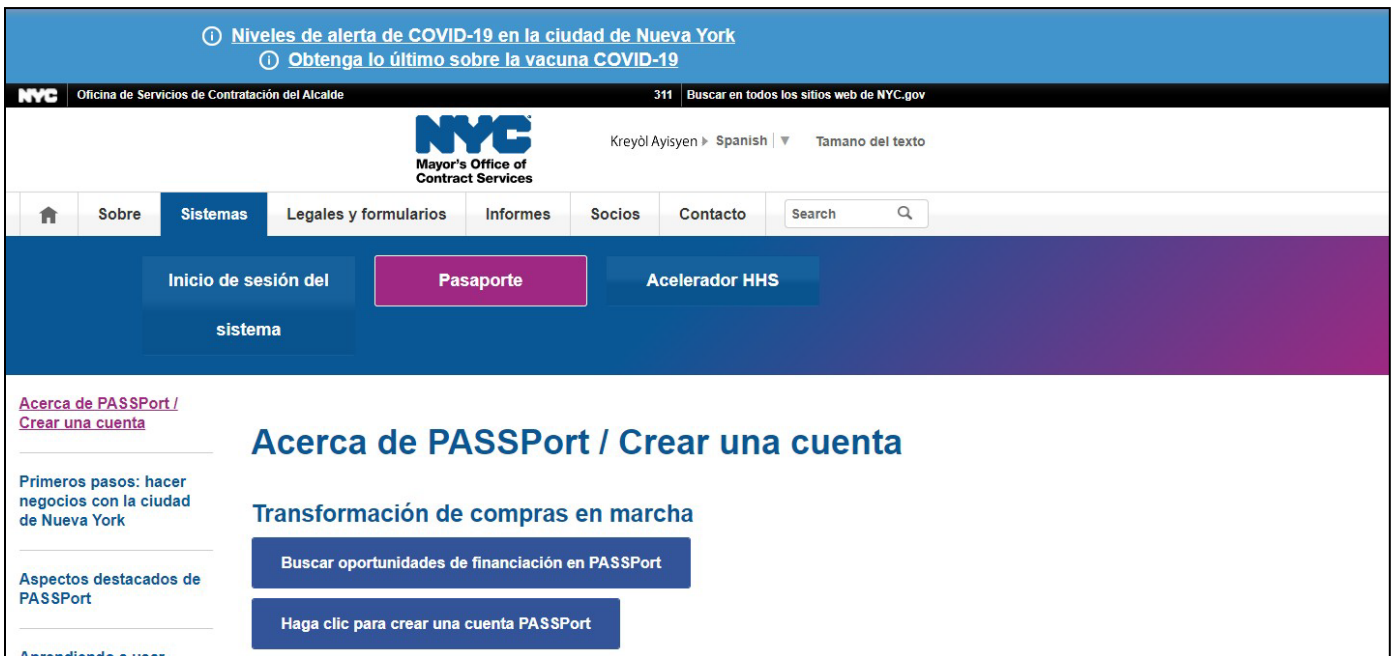 Niveles de alerta de COVID-19 en la ciudad de Nueva York
Obtenga lo último sobre la vacuna COVID-19
NYC Oficina de Servicios de Contratación del Alcalde 311 Buscar en todos los sitios web de NYC.gov
NYC
Mayor's Office of
Contract Services
Kreyòl Ayisyen Spanish Tamano del texto
Sobre Sistemas Legales y formularios Informes Socios Contacto Search
Inicio de sesión del
sistema
Pasaporte
Acelerador HHS
Acerca de PASSPort /
Crear una cuenta
Primeros pasos: hacer
negocios con la ciudad
de Nueva York
Aspectos destacados de
PASSPort
Aprendiendo a usar
Acerca de PASSPort / Crear una cuenta
Transformación de compras en marcha
Buscar oportunidades de financiación en PASSPort
Haga clic para crear una cuenta PASSPort